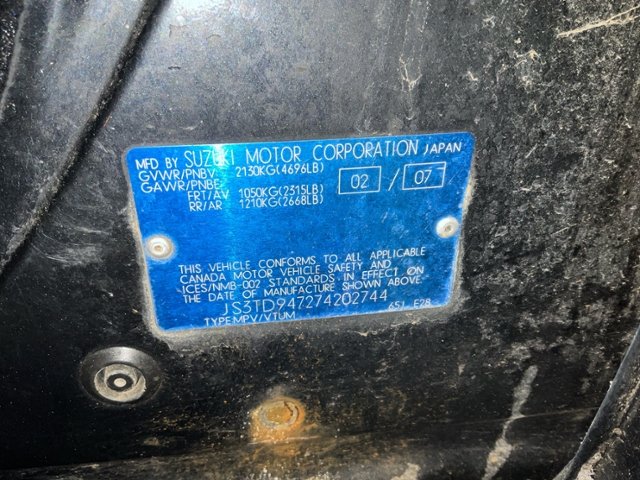 MFD BY SUZUKI MOTOR CORPORATION JAPAN
GVWR/PNBV 2130KG(4696LB)
GAWR/PNBE
FRT/AV 1050KG(2315LB) 02 / 07
RR/AR 1210KG(2668LB)
THIS VEHICLE CONFORMS TO ALL APPLICABLE
CANADA MOTOR VEHICLE SAFETY AND
ICES/NMB-002 STANDARDS IN EFFECT ON
THE DATE OF MANUFACTURE SHOWN ABOVE.
JS3TD947274202744
TYPE:MPV/VTUM 65J E28